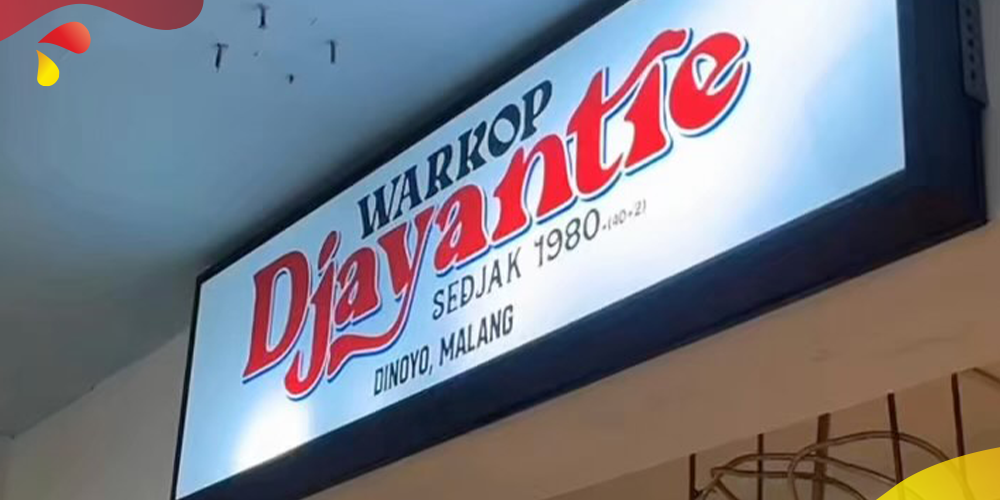 WARKOP
Djayantie
SEDJAK 1980-(40+2)
DINOYO, MALANG